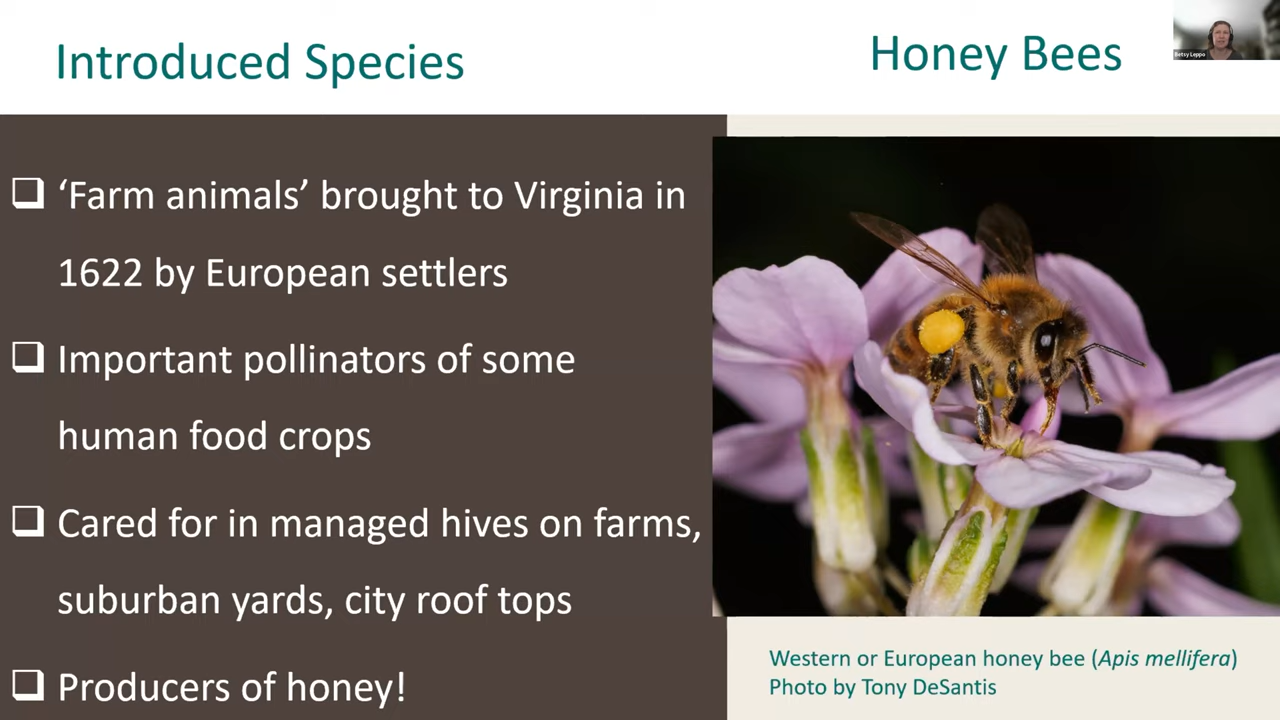 Introduced Species
Honey Bees
Betsy Leppo
❑ ‘Farm animals’ brought to Virginia in
1622 by European settlers
❑ Important pollinators of some
human food crops
❑ Cared for in managed hives on farms,
suburban yards, city roof tops
❑ Producers of honey!
Western or European honey bee (Apis mellifera)
Photo by Tony DeSantis